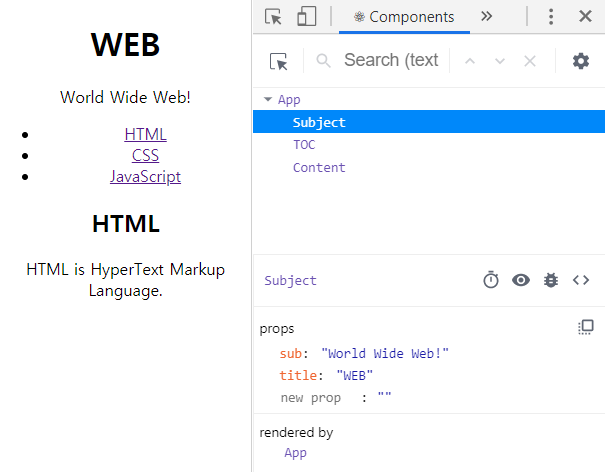 WEB
World Wide Web!
HTML
CSS
JavaScript
HTML
HTML is HyperText Markup
Language.
Components
Search (text
App
Subject
TOC
Content
Subject
props
sub: "World Wide Web!"
title: "WEB"
new prop : ""
rendered by
App